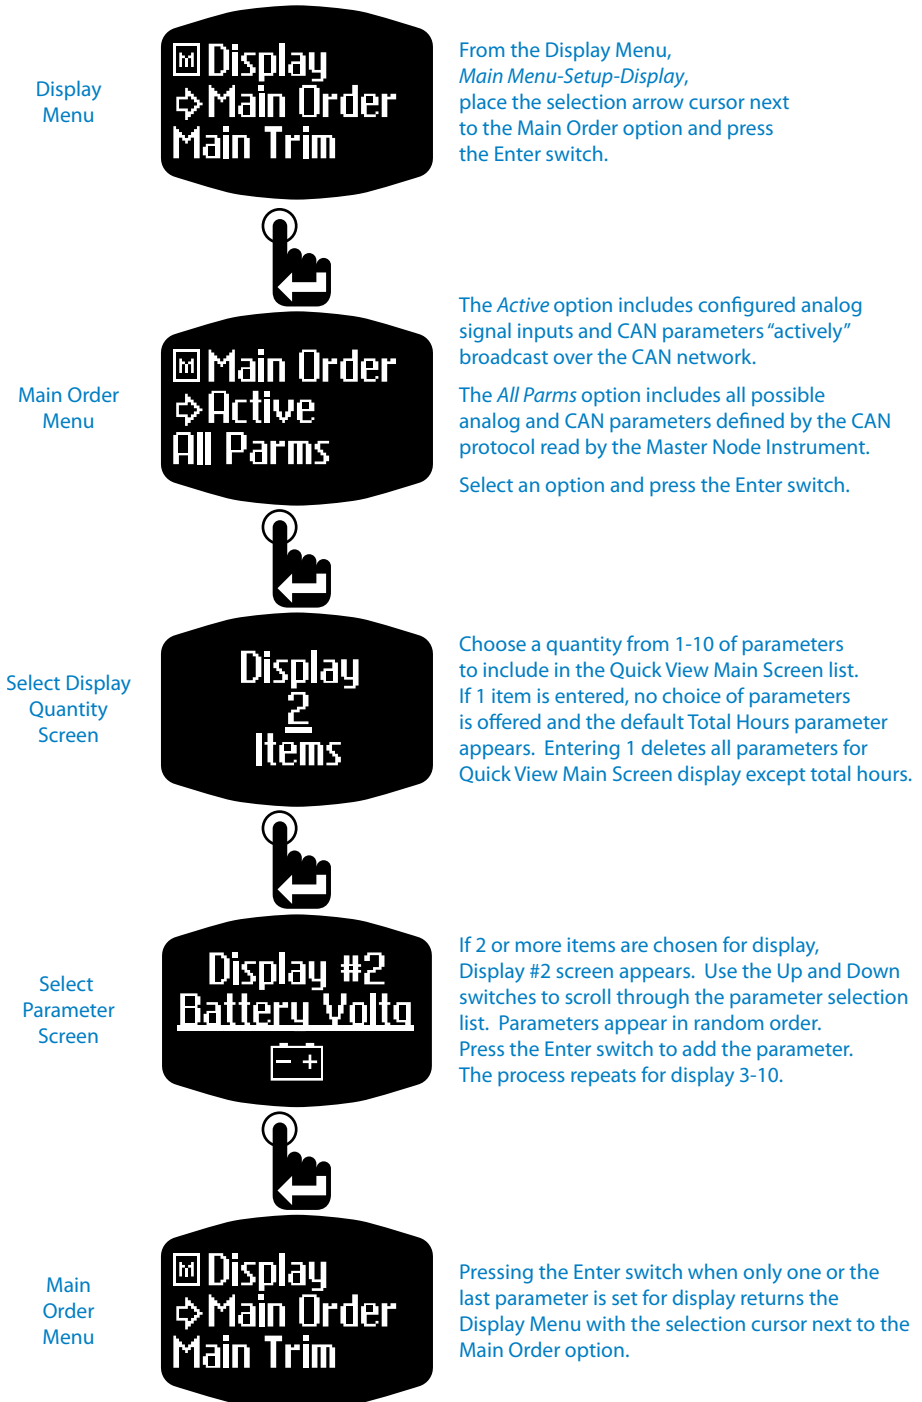 Display
Menu
M Display
Main Order
Main Trim
From the Display Menu,
Main Menu-Setup-Display,
place the selection arrow cursor next
to the Main Order option and press
the Enter switch.
Main Order
Menu
M Main Order
Active
All Parms
The Active option includes configured analog
signal inputs and CAN parameters “actively”
broadcast over the CAN network.
The All Parms option includes all possible
analog and CAN parameters defined by the CAN
protocol read by the Master Node Instrument.
Select an option and press the Enter switch.
Select Display
Quantity
Screen
Display
2
Items
Choose a quantity from 1-10 of parameters
to include in the Quick View Main Screen list.
If 1 item is entered, no choice of parameters
is offered and the default Total Hours parameter
appears. Entering 1 deletes all parameters for
Quick View Main Screen display except total hours.
Select
Parameter
Screen
Display #2
Battery Voltg
- +
If 2 or more items are chosen for display,
Display #2 screen appears. Use the Up and Down
switches to scroll through the parameter selection
list. Parameters appear in random order.
Press the Enter switch to add the parameter.
The process repeats for display 3-10.
Main
Order
Menu
M Display
Main Order
Main Trim
Pressing the Enter switch when only one or the
last parameter is set for display returns the
Display Menu with the selection cursor next to the
Main Order option.